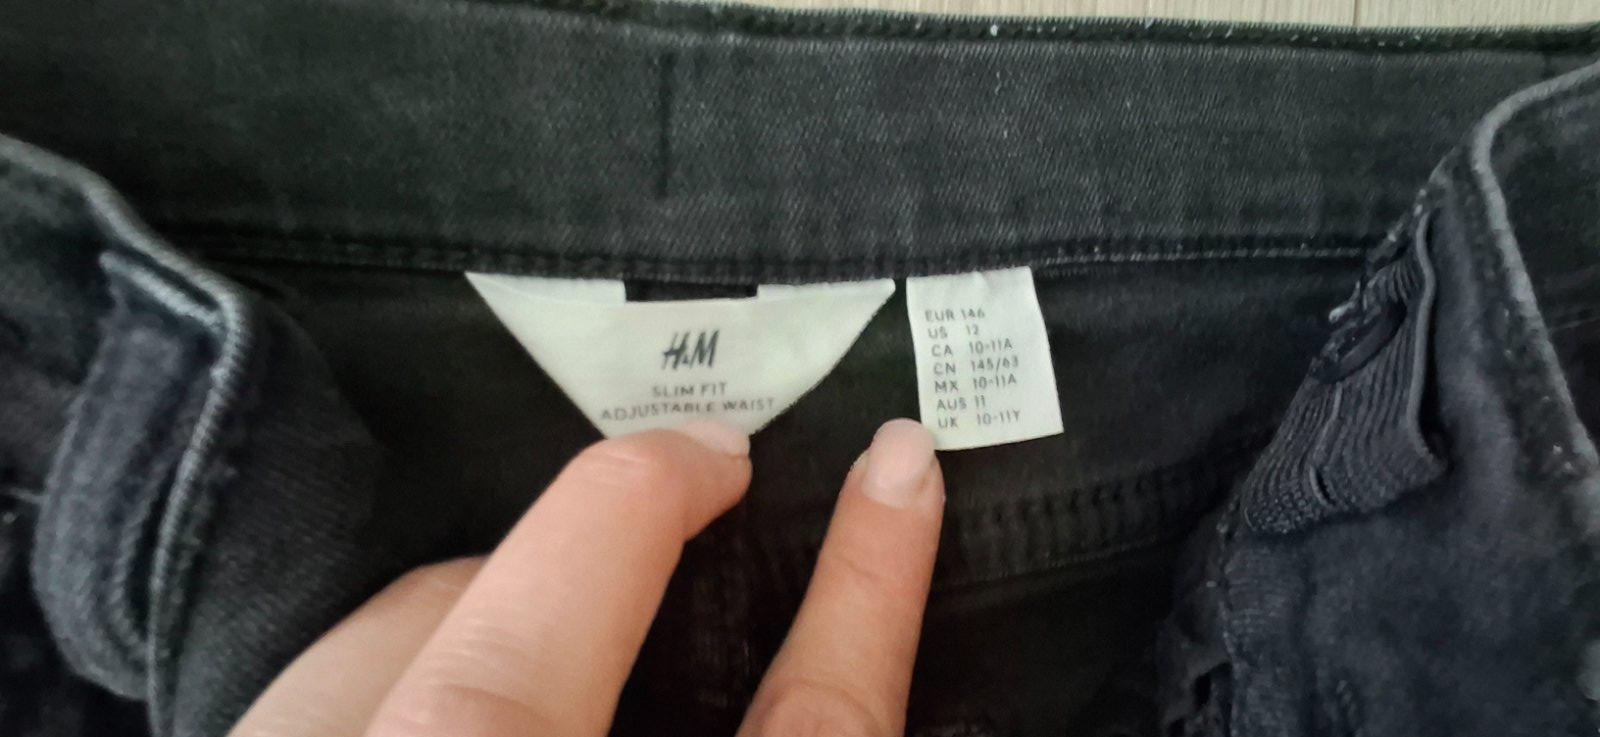 H&M
SLIM FIT
ADJUSTABLE WAIST
EUR 146
US 12
CA 10-11A
CN 145/63
MX 10-11A
AUS 11
UK 10-11Y